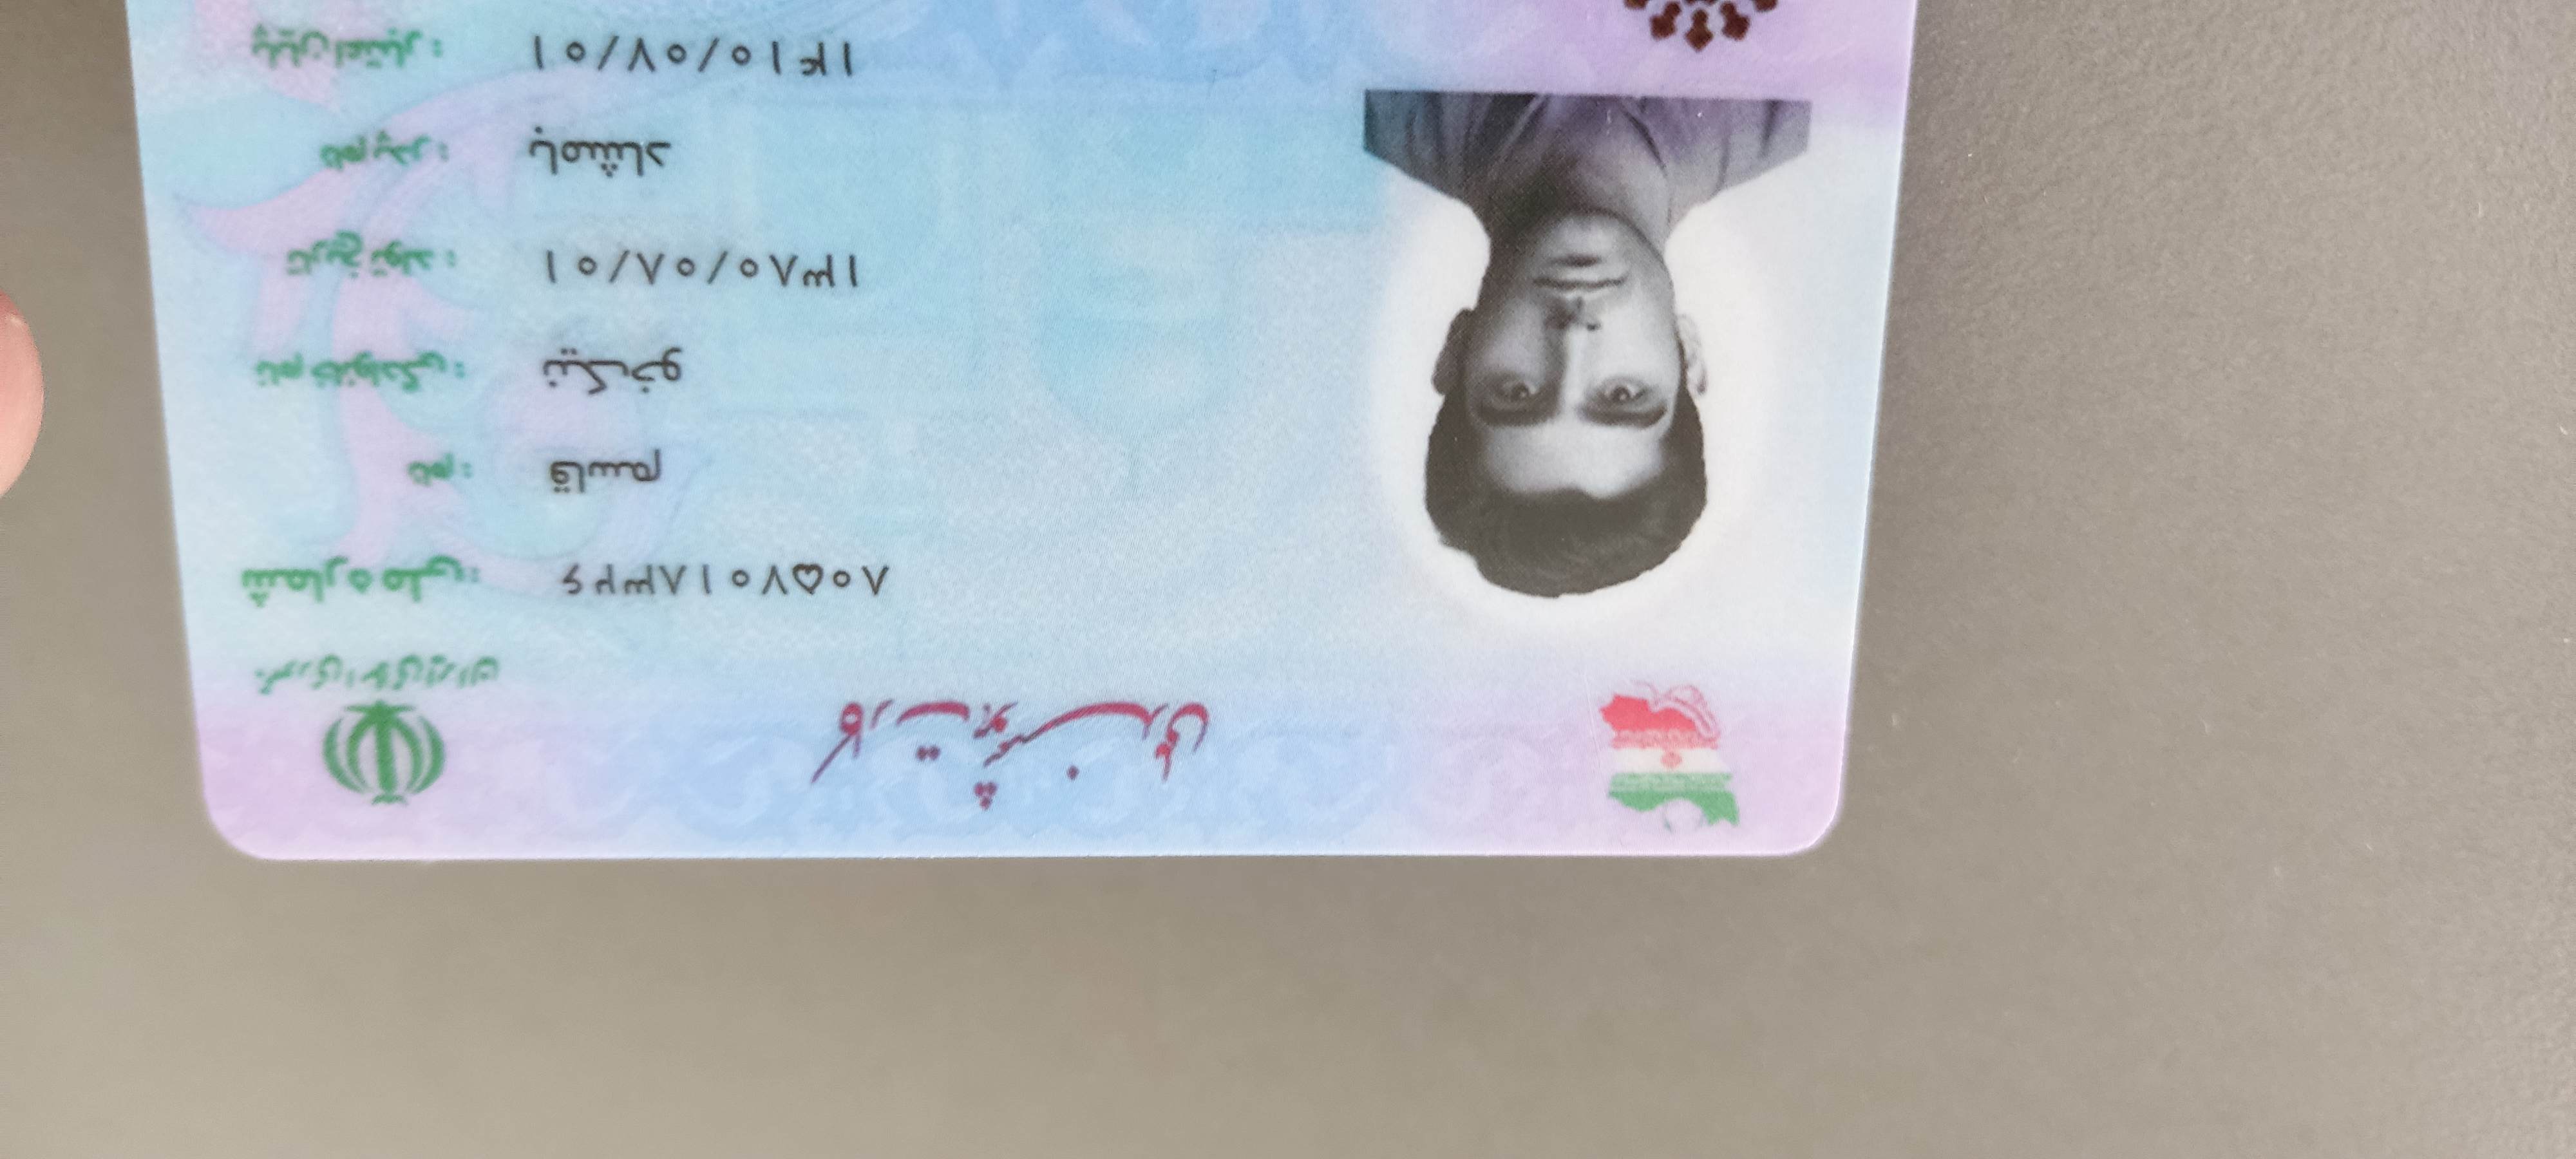 کارت هوشمند ملی
جمهوری اسلامی ایران
شماره ملی: ۸۰۵۷۰۱۸۳۲۶
نام: قاسم
نام خانوادگی: نیک‌خو
تاریخ تولد: ۱۳۸۰/۰۸/۰۱
نام پدر: بامشاد
پایان اعتبار: ۱۴۱۰/۰۷/۰۱